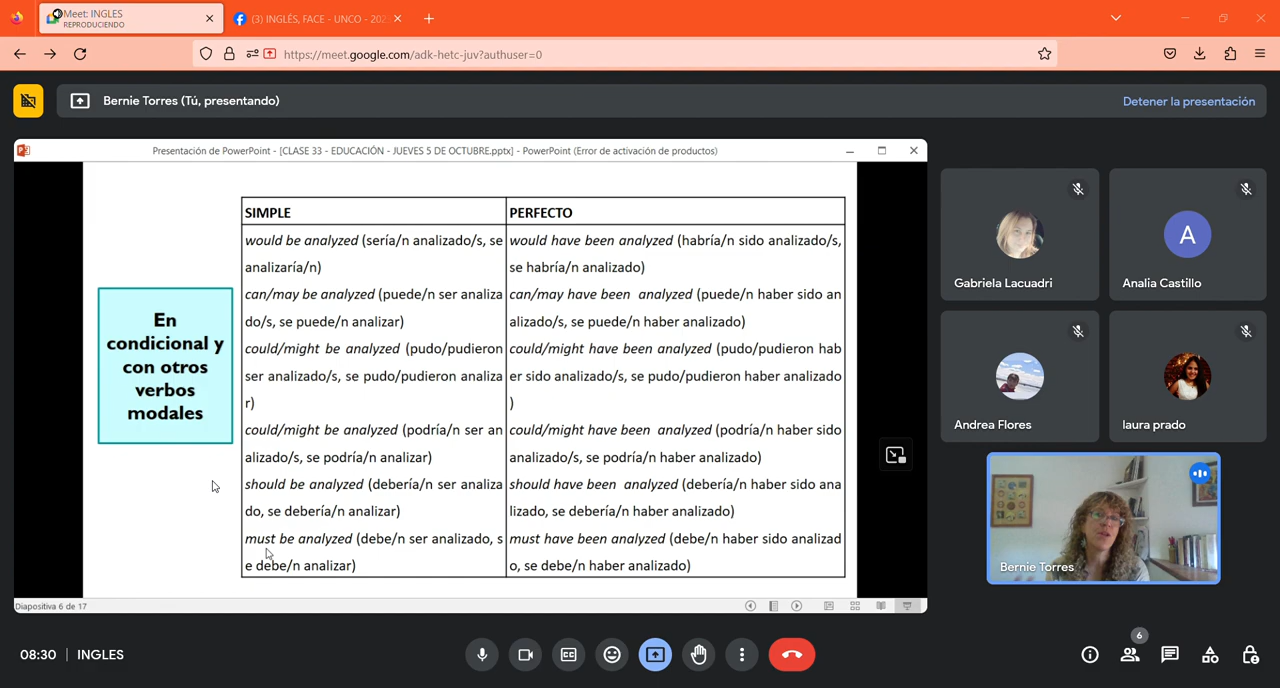 Meet: INGLES
REPRODUCIENDO
(3) INGLÉS, FACE - UNCO - 202
https://meet.google.com/adk-hetc-juv?authuser=0
Bernie Torres (Tú, presentando)
Detener la presentación
Presentación de PowerPoint - [CLASE 33 - EDUCACIÓN - JUEVES 5 DE OCTUBRE.pptx] - PowerPoint (Error de activación de productos)
En
condicional y
con otros
verbos
modales
SIMPLE
would be analyzed (sería/n analizado/s, se
analizaría/n)
can/may be analyzed (puede/n ser analiza
do/s, se puede/n analizar)
could/might be analyzed (pudo/pudieron
ser analizado/s, se pudo/pudieron analiza
r)
could/might be analyzed (podría/n ser an
alizado/s, se podría/n analizar)
should be analyzed (debería/n ser analiza
do, se debería/n analizar)
must be analyzed (debe/n ser analizado, s
e debe/n analizar)
PERFECTO
would have been analyzed (habría/n sido analizado/s,
se habría/n analizado)
can/may have been analyzed (puede/n haber sido an
alizado/s, se puede/n haber analizado)
could/might have been analyzed (pudo/pudieron hab
er sido analizado/s, se pudo/pudieron haber analizado
)
could/might have been analyzed (podría/n haber sido
analizado/s, se podría/n haber analizado)
should have been analyzed (debería/n haber sido ana
lizado, se debería/n haber analizado)
must have been analyzed (debe/n haber sido analizad
o, se debe/n haber analizado)
Diapositiva 6 de 17
Gabriela Lacuadri
A
Analia Castillo
Andrea Flores
laura prado
Bernie Torres
08:30 | INGLES
6